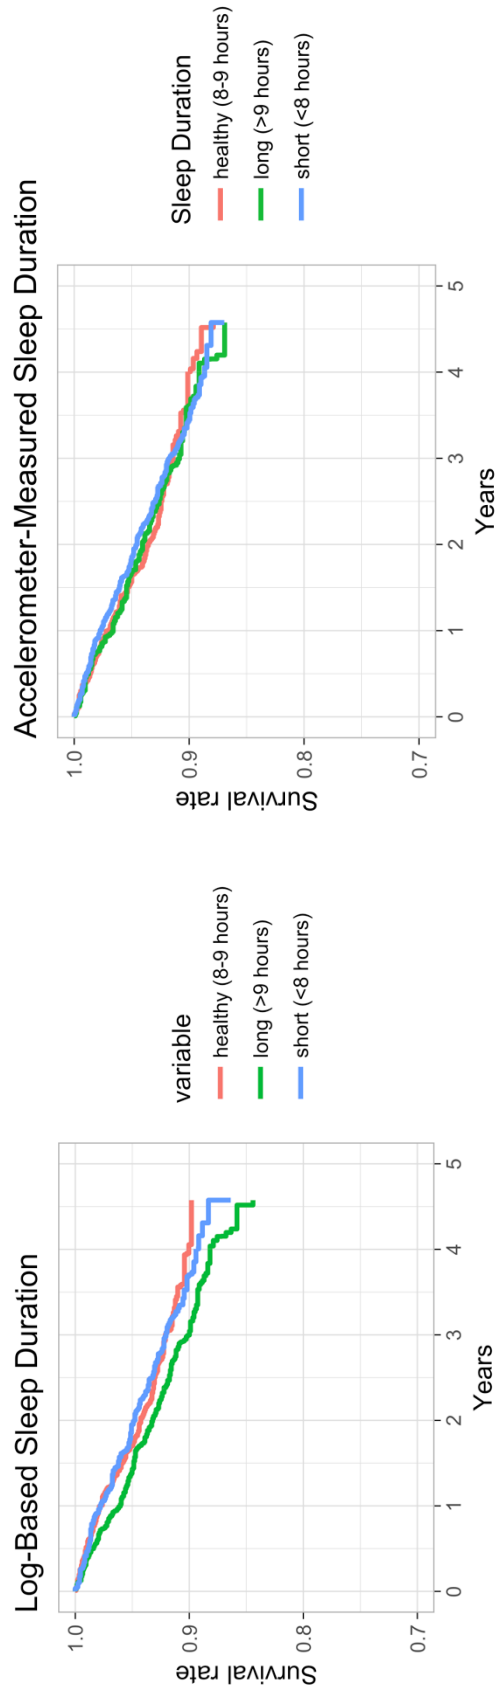 Log-Based Sleep Duration
Survival rate
1.0
0.9
0.8
0.7
0
1
2
3
4
5
Years
variable
healthy (8-9 hours)
long (>9 hours)
short (<8 hours)
Accelerometer-Measured Sleep Duration
Survival rate
1.0
0.9
0.8
0.7
0
1
2
3
4
5
Years
Sleep Duration
healthy (8-9 hours)
long (>9 hours)
short (<8 hours)